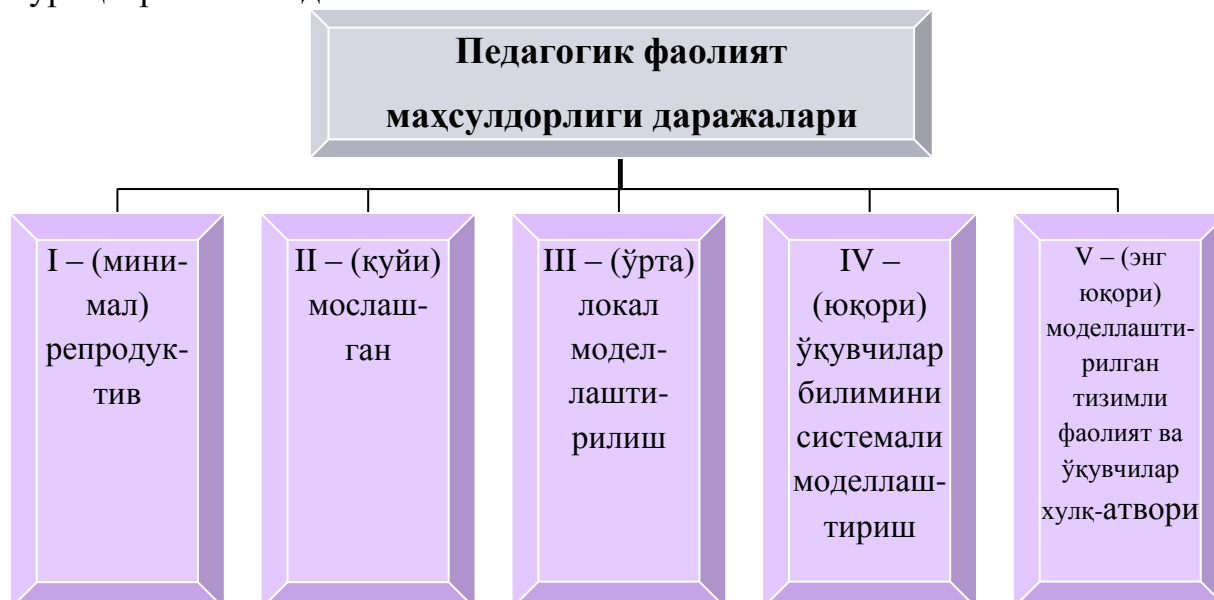 Педагогик фаолият
маҳсулдорлиги даражалари
I – (мини-
мал)
репродук-
тив
II – (қуйи)
мослаш-
ган
III – (ўрта)
локал
модел-
лашти-
рилиш
IV –
(юқори)
ўқувчилар
билимини
системали
моделлаш-
тириш
V – (энг
юқори)
моделлашти-
рилган
тизимли
фаолият ва
ўқувчилар
хулқ-атвори